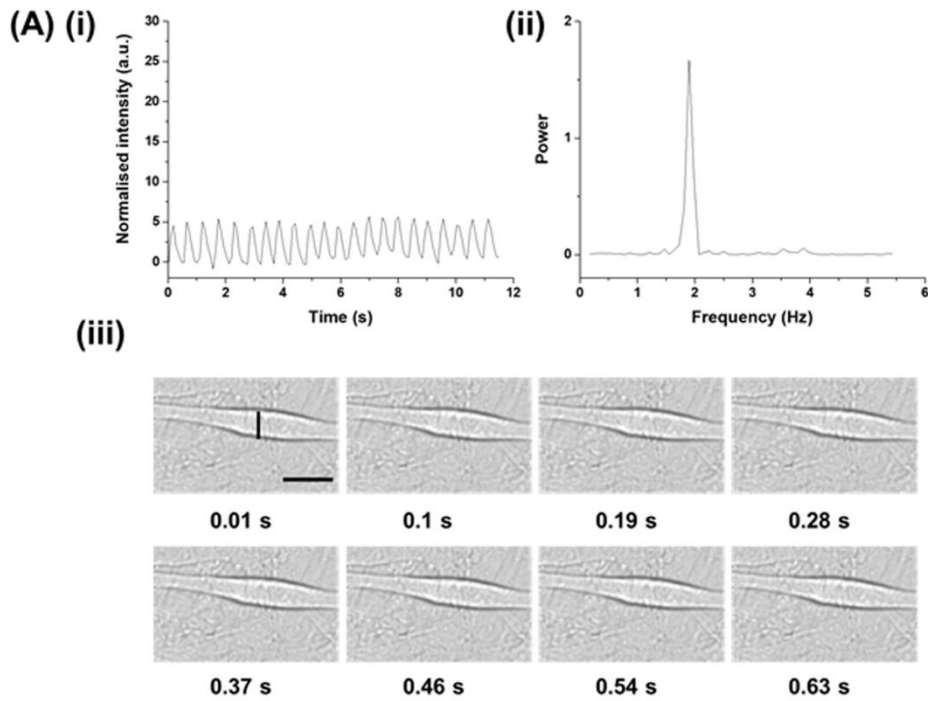 (A) (i)
Normalised intensity (a.u.)
30
25
20
15
10
5
0
0 2 4 6 8 10 12
Time (s)
(ii)
Power
2
1
0
0 1 2 3 4 5 6
Frequency (Hz)
(iii)
0.01 s 0.1 s 0.19 s 0.28 s
0.37 s 0.46 s 0.54 s 0.63 s